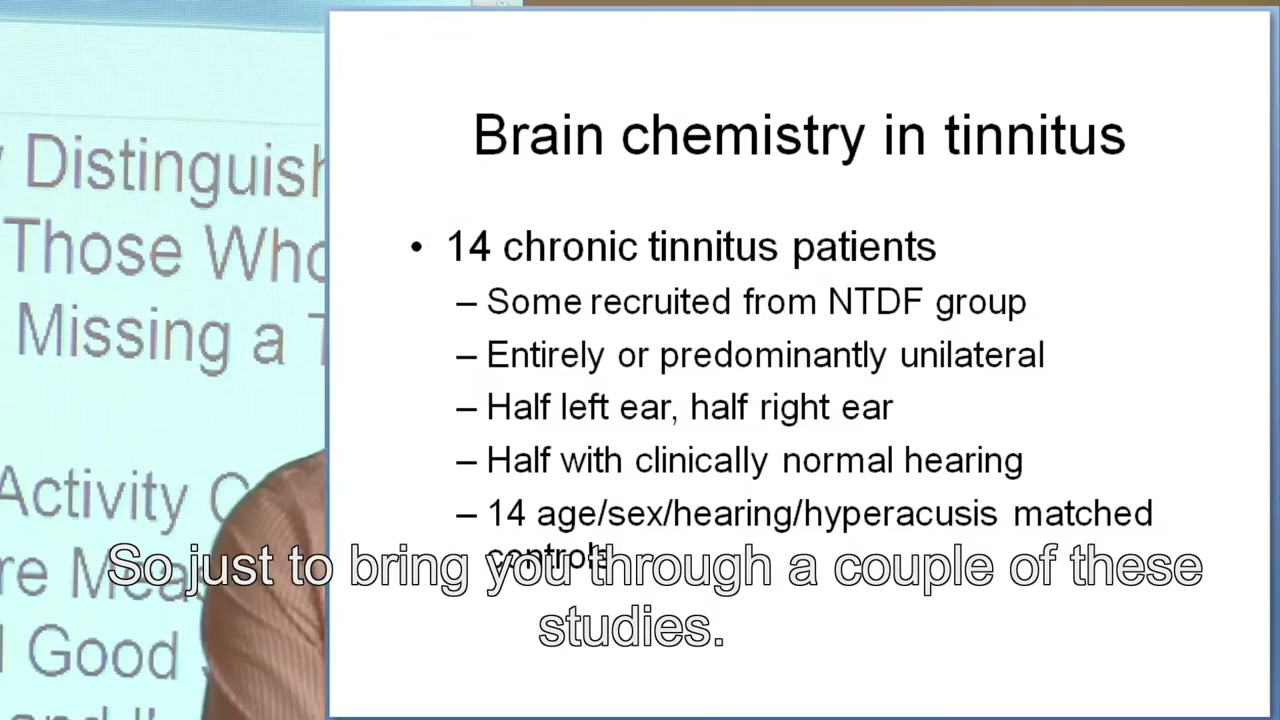 Distinguish
Those Who
Missing a
Activity
Good
Brain chemistry in tinnitus
• 14 chronic tinnitus patients
– Some recruited from NTDF group
– Entirely or predominantly unilateral
– Half left ear, half right ear
– Half with clinically normal hearing
– 14 age/sex/hearing/hyperacusis matched
controls
So just to bring you through a couple of these
studies.